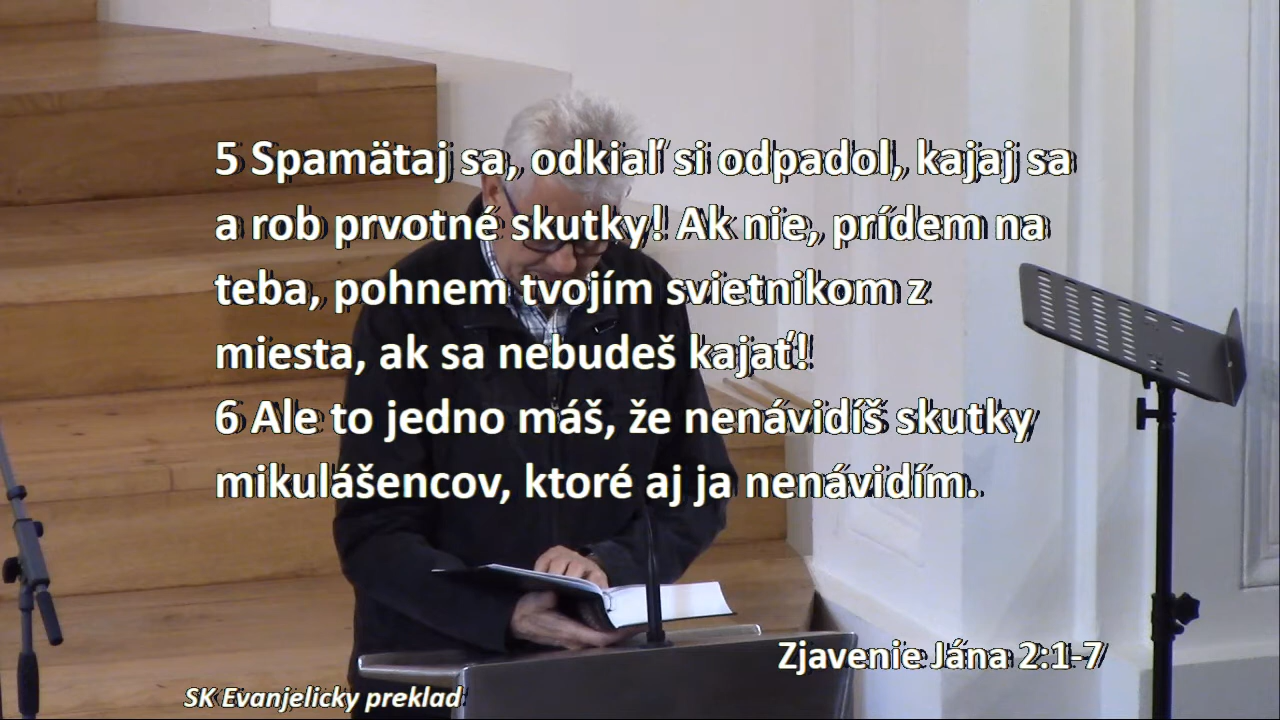 5 Spamätaj sa, odkiaľ si odpadol, kajaj sa
a rob prvotné skutky! Ak nie, prídem na
teba, pohnem tvojím svietnikom z
miesta, ak sa nebudeš kajať!
6 Ale to jedno máš, že nenávidíš skutky
mikulášencov, ktoré aj ja nenávidím.
Zjavenie Jána 2:1-7
SK Evanjelicky preklad